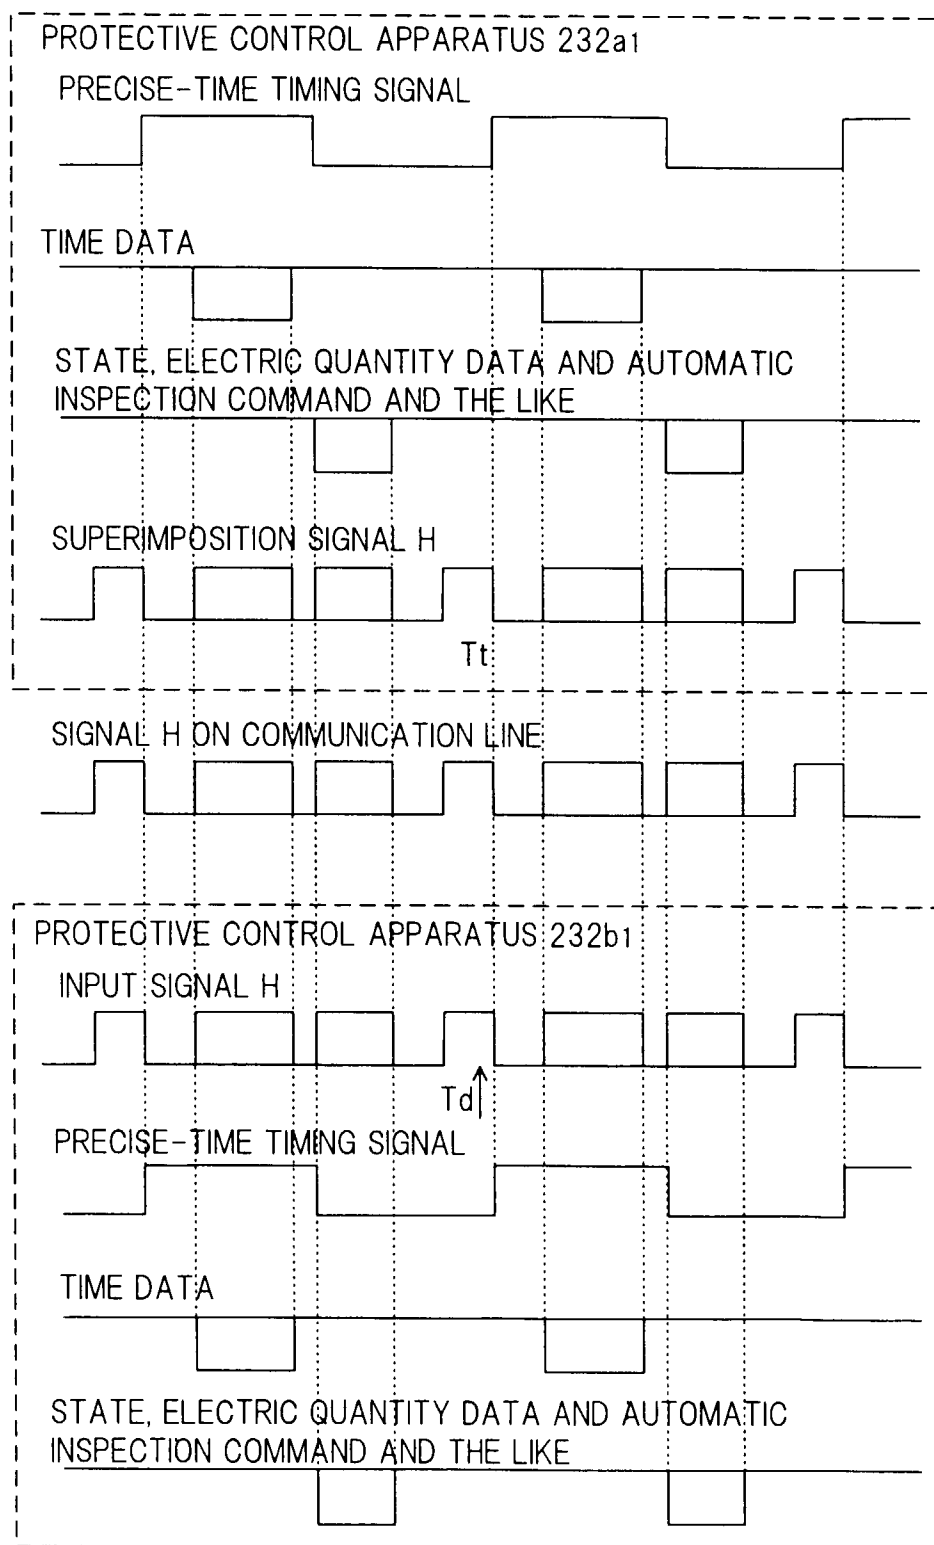 PROTECTIVE CONTROL APPARATUS 232a1
PRECISE-TIME TIMING SIGNAL
TIME DATA
STATE, ELECTRIC QUANTITY DATA AND AUTOMATIC
INSPECTION COMMAND AND THE LIKE
SUPERIMPOSITION SIGNAL H
Tt
SIGNAL H ON COMMUNICATION LINE
PROTECTIVE CONTROL APPARATUS 232b1
INPUT SIGNAL H
Td
PRECISE-TIME TIMING SIGNAL
TIME DATA
STATE, ELECTRIC QUANTITY DATA AND AUTOMATIC
INSPECTION COMMAND AND THE LIKE